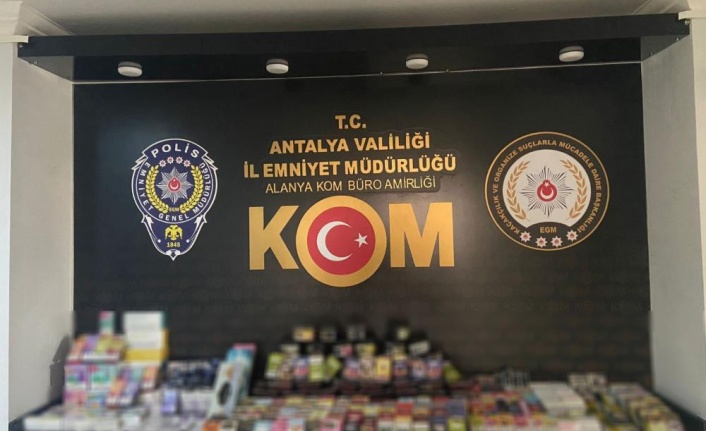 T.C.
ANTALYA VALİLİĞİ
İL EMNİYET MÜDÜRLÜĞÜ
ALANYA KOM BÜRO AMİRLİĞİ
KOM
POLİS
EMNİYET GENEL MÜDÜRLÜĞÜ
EGM
1845
KAÇAKÇILIK VE ORGANİZE SUÇLARLA MÜCADELE DAİRE BAŞKANLIĞI
EGM